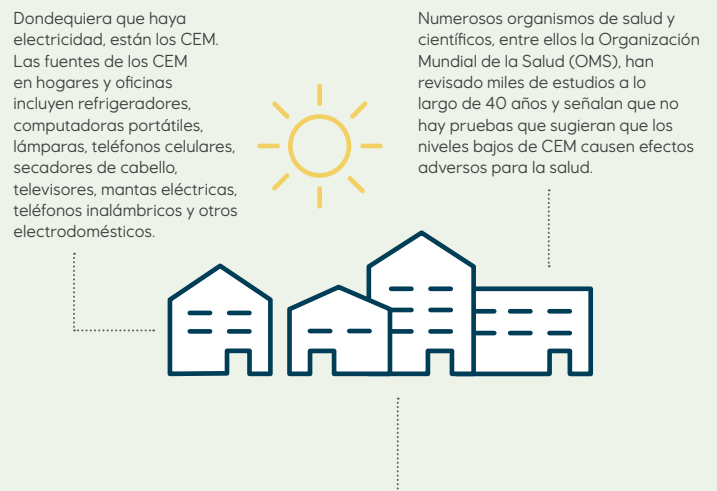 Dondequiera que haya
electricidad, están los CEM.
Las fuentes de los CEM
en hogares y oficinas
incluyen refrigeradores,
computadoras portátiles,
lámparas, teléfonos celulares,
secadores de cabello,
televisores, mantas eléctricas,
teléfonos inalámbricos y otros
electrodomésticos.
Numerosos organismos de salud y
científicos, entre ellos la Organización
Mundial de la Salud (OMS), han
revisado miles de estudios a lo
largo de 40 años y señalan que no
hay pruebas que sugieran que los
niveles bajos de CEM causen efectos
adversos para la salud.